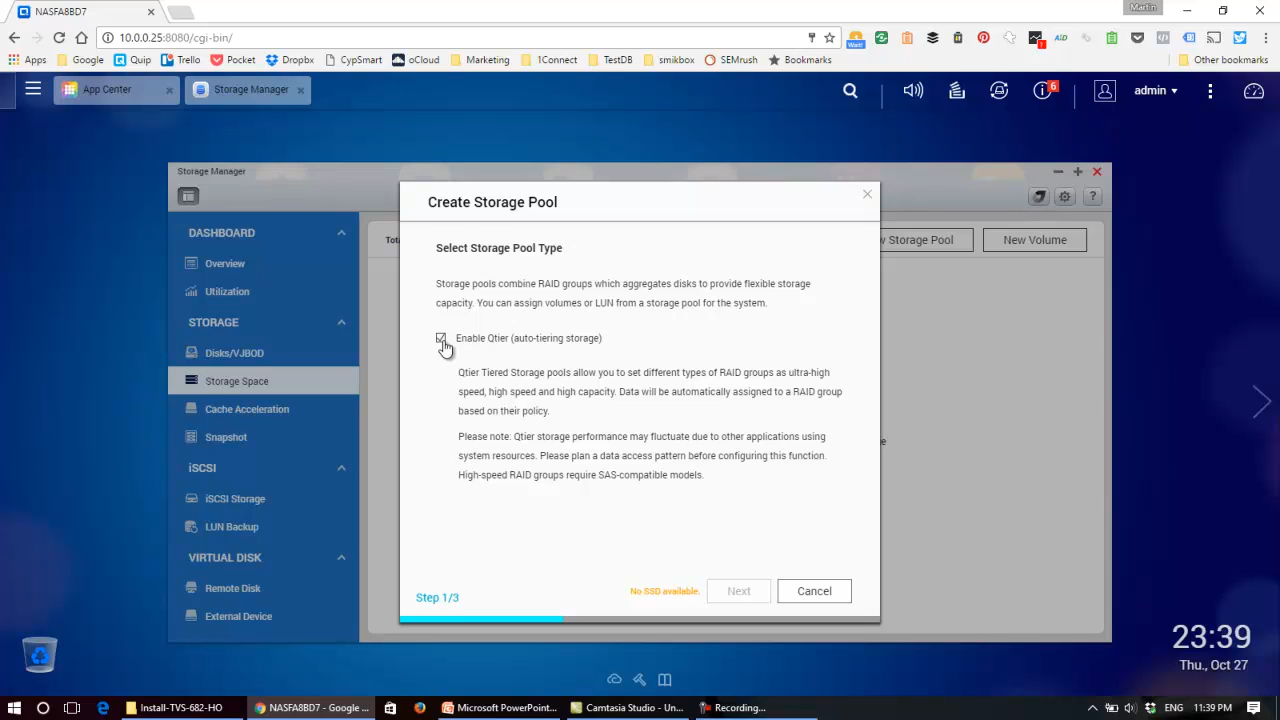 NASFA8BD7
Martin
10.0.0.25:8080/cgi-bin/
Apps Google Quip Trello Pocket Dropbx CypSmart oCloud Marketing 1Connect TestDB smikbox SEMrush Bookmarks Other bookmarks
Wait!
App Center Storage Manager 6 admin
Storage Manager
DASHBOARD
Overview
Utilization
STORAGE
Disks/VJBOD
Storage Space
Cache Acceleration
Snapshot
iSCSI
iSCSI Storage
LUN Backup
VIRTUAL DISK
Remote Disk
External Device
Storage Pool New Volume
Create Storage Pool
Select Storage Pool Type
Storage pools combine RAID groups which aggregates disks to provide flexible storage
capacity. You can assign volumes or LUN from a storage pool for the system.
Enable Qtier (auto-tiering storage)
Qtier Tiered Storage pools allow you to set different types of RAID groups as ultra-high
speed, high speed and high capacity. Data will be automatically assigned to a RAID group
based on their policy.
Please note: Qtier storage performance may fluctuate due to other applications using
system resources. Please plan a data access pattern before configuring this function.
High-speed RAID groups require SAS-compatible models.
Step 1/3 No SSD available. Next Cancel
23:39
Thu., Oct 27
Install-TVS-682-HO NASFA8BD7 - Google ... Microsoft PowerPoint... Camtasia Studio - Un... Recording... ENG 11:39 PM